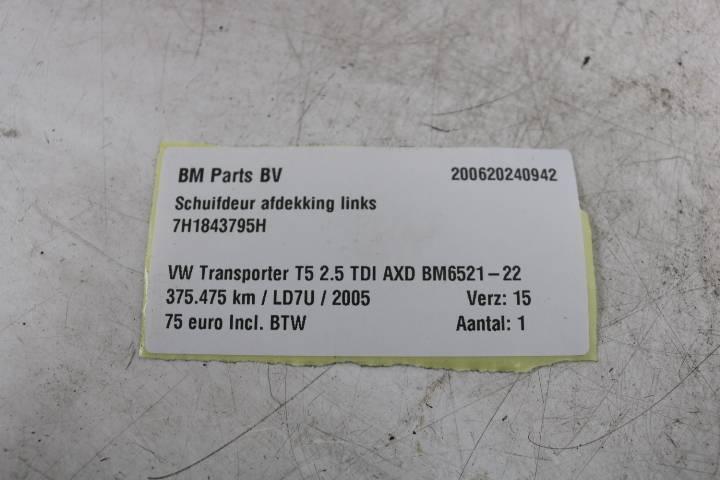 BM Parts BV 200620240942
Schuifdeur afdekking links
7H1843795H
VW Transporter T5 2.5 TDI AXD BM6521-22
375.475 km / LD7U / 2005 Verz: 15
75 euro Incl. BTW Aantal: 1